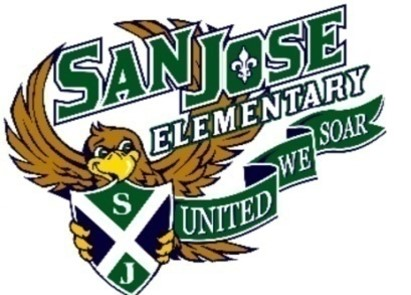 SAN JOSE
ELEMENTARY
UNITED WE SOAR
S
J